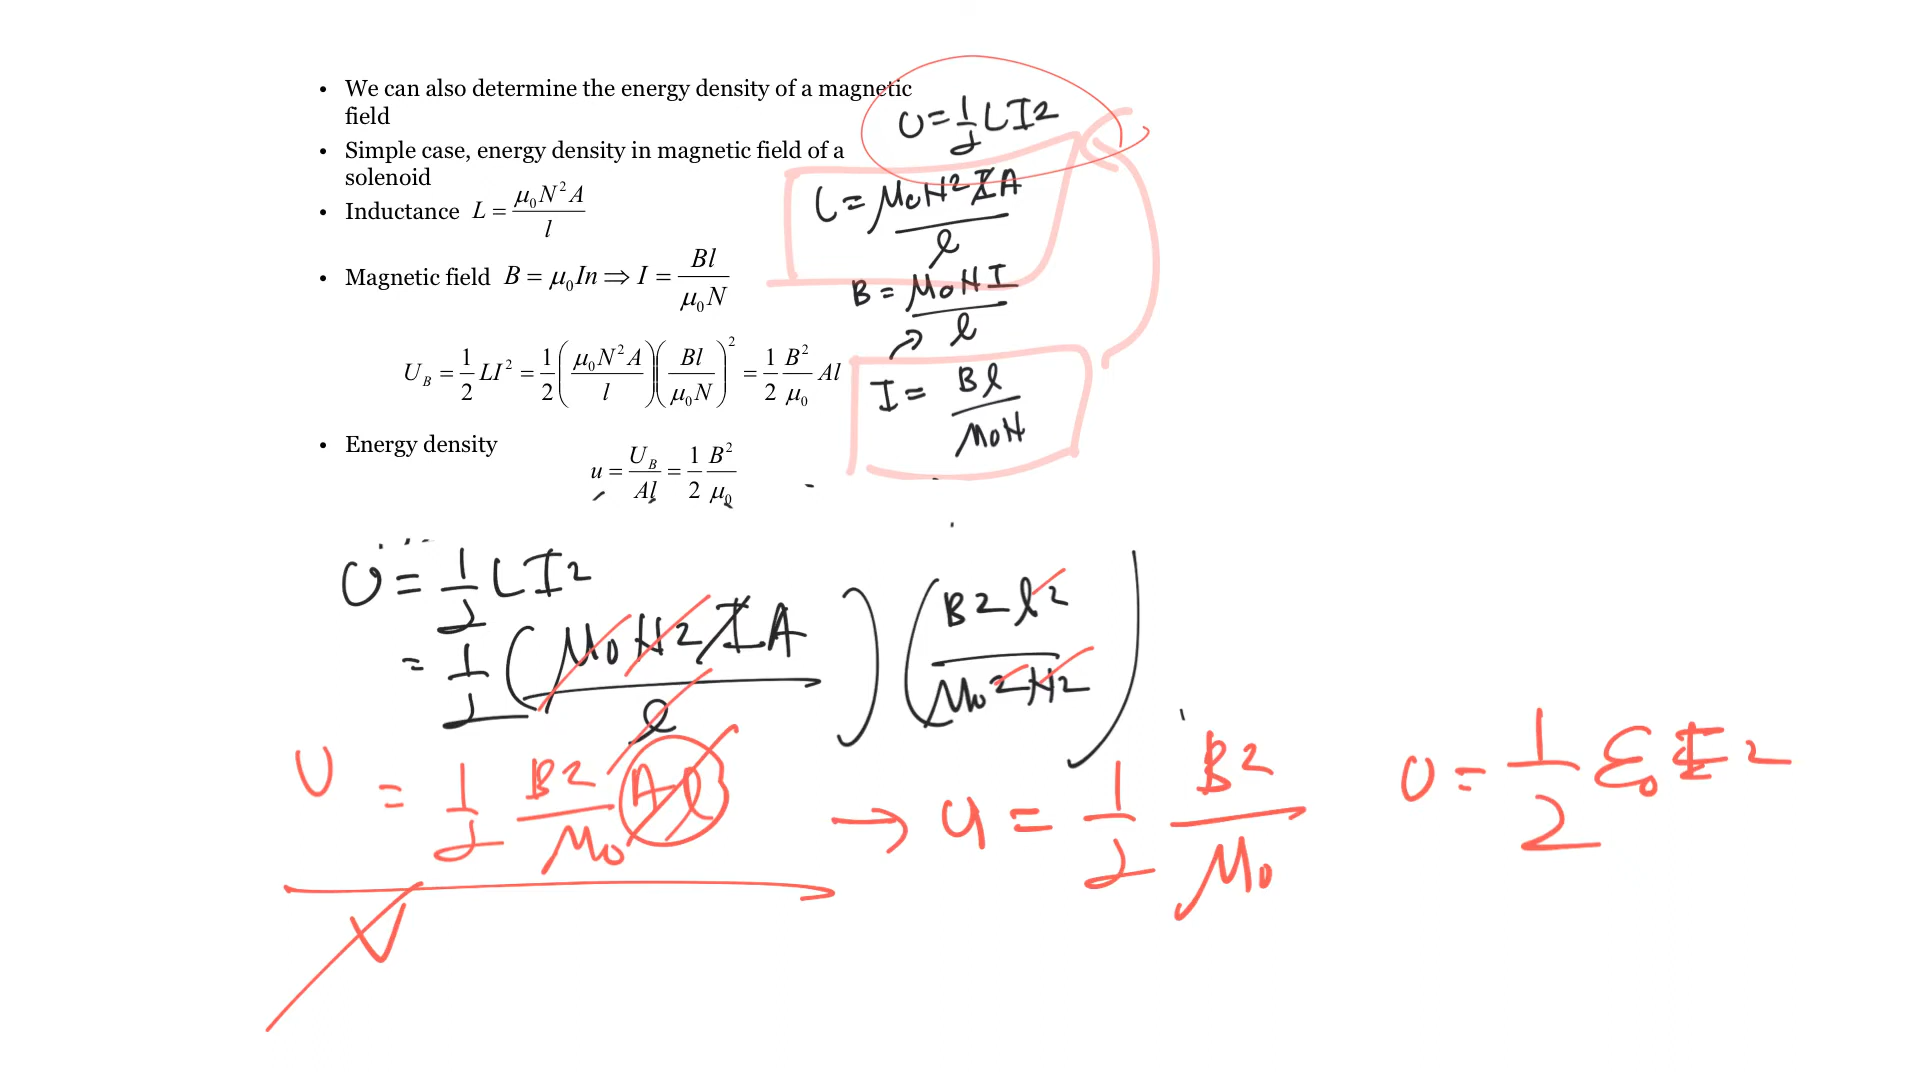 • We can also determine the energy density of a magnetic
field
• Simple case, energy density in magnetic field of a
solenoid
• Inductance L = μ₀N²A / l
• Magnetic field B = μ₀In ⇒ I = Bl / μ₀N
U_B = 1/2 LI² = 1/2 (μ₀N²A / l)(Bl / μ₀N)² = 1/2 B²/μ₀ Al
• Energy density
u = U_B / Al = 1/2 B²/μ₀
U = 1/2 LI²
L = μ₀N² A / l
B = μ₀NI / l
I = Bl / μ₀N
U = 1/2 LI²
= 1/2 (μ₀N² A / l) (B²l² / μ₀²N²)
U = 1/2 B²/μ₀ Al → u = 1/2 B²/μ₀
V
U = 1/2 ε₀E²